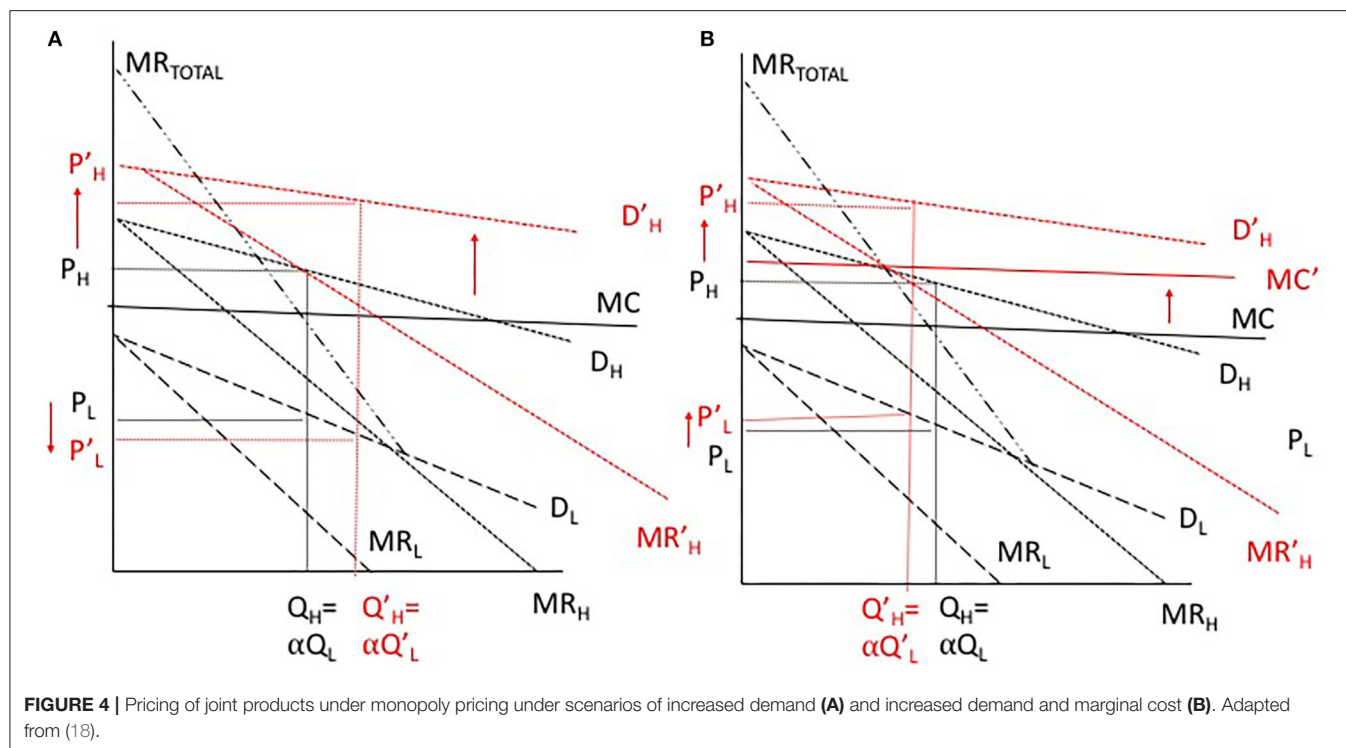 A
MR_TOTAL
P'_H
D'_H
P_H
MC
D_H
P_L
P'_L
D_L
MR_L
MR'_H
Q_H= Q'_H=
αQ_L αQ'_L
MR_H
B
MR_TOTAL
P'_H
D'_H
MC'
P_H
MC
D_H
P'_L
P_L
P_L
D_L
MR_L
MR'_H
Q'_H= Q_H=
αQ'_L αQ_L
MR_H
FIGURE 4 | Pricing of joint products under monopoly pricing under scenarios of increased demand (A) and increased demand and marginal cost (B). Adapted
from (18).